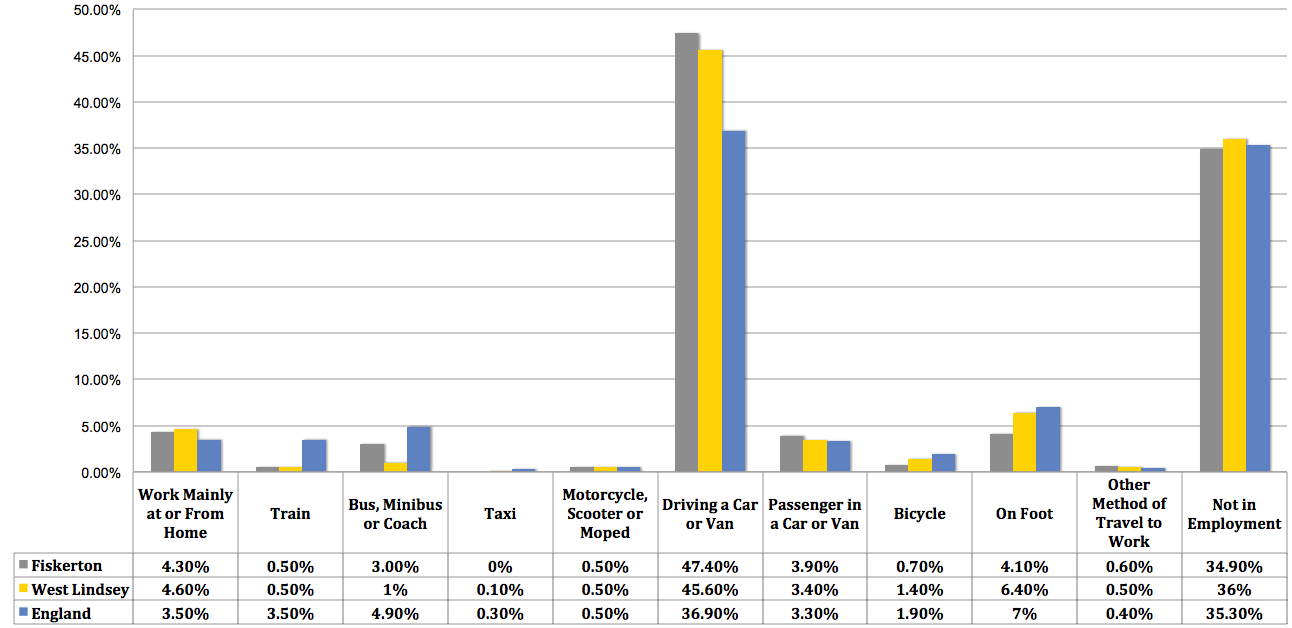 50.00%
45.00%
40.00%
35.00%
30.00%
25.00%
20.00%
15.00%
10.00%
5.00%
0.00%
Work Mainly
at or From
Home
Train
Bus, Minibus
or Coach
Taxi
Motorcycle,
Scooter or
Moped
Driving a Car
or Van
Passenger in
a Car or Van
Bicycle
On Foot
Other
Method of
Travel to
Work
Not in
Employment
Fiskerton 4.30% 0.50% 3.00% 0% 0.50% 47.40% 3.90% 0.70% 4.10% 0.60% 34.90%
West Lindsey 4.60% 0.50% 1% 0.10% 0.50% 45.60% 3.40% 1.40% 6.40% 0.50% 36%
England 3.50% 3.50% 4.90% 0.30% 0.50% 36.90% 3.30% 1.90% 7% 0.40% 35.30%